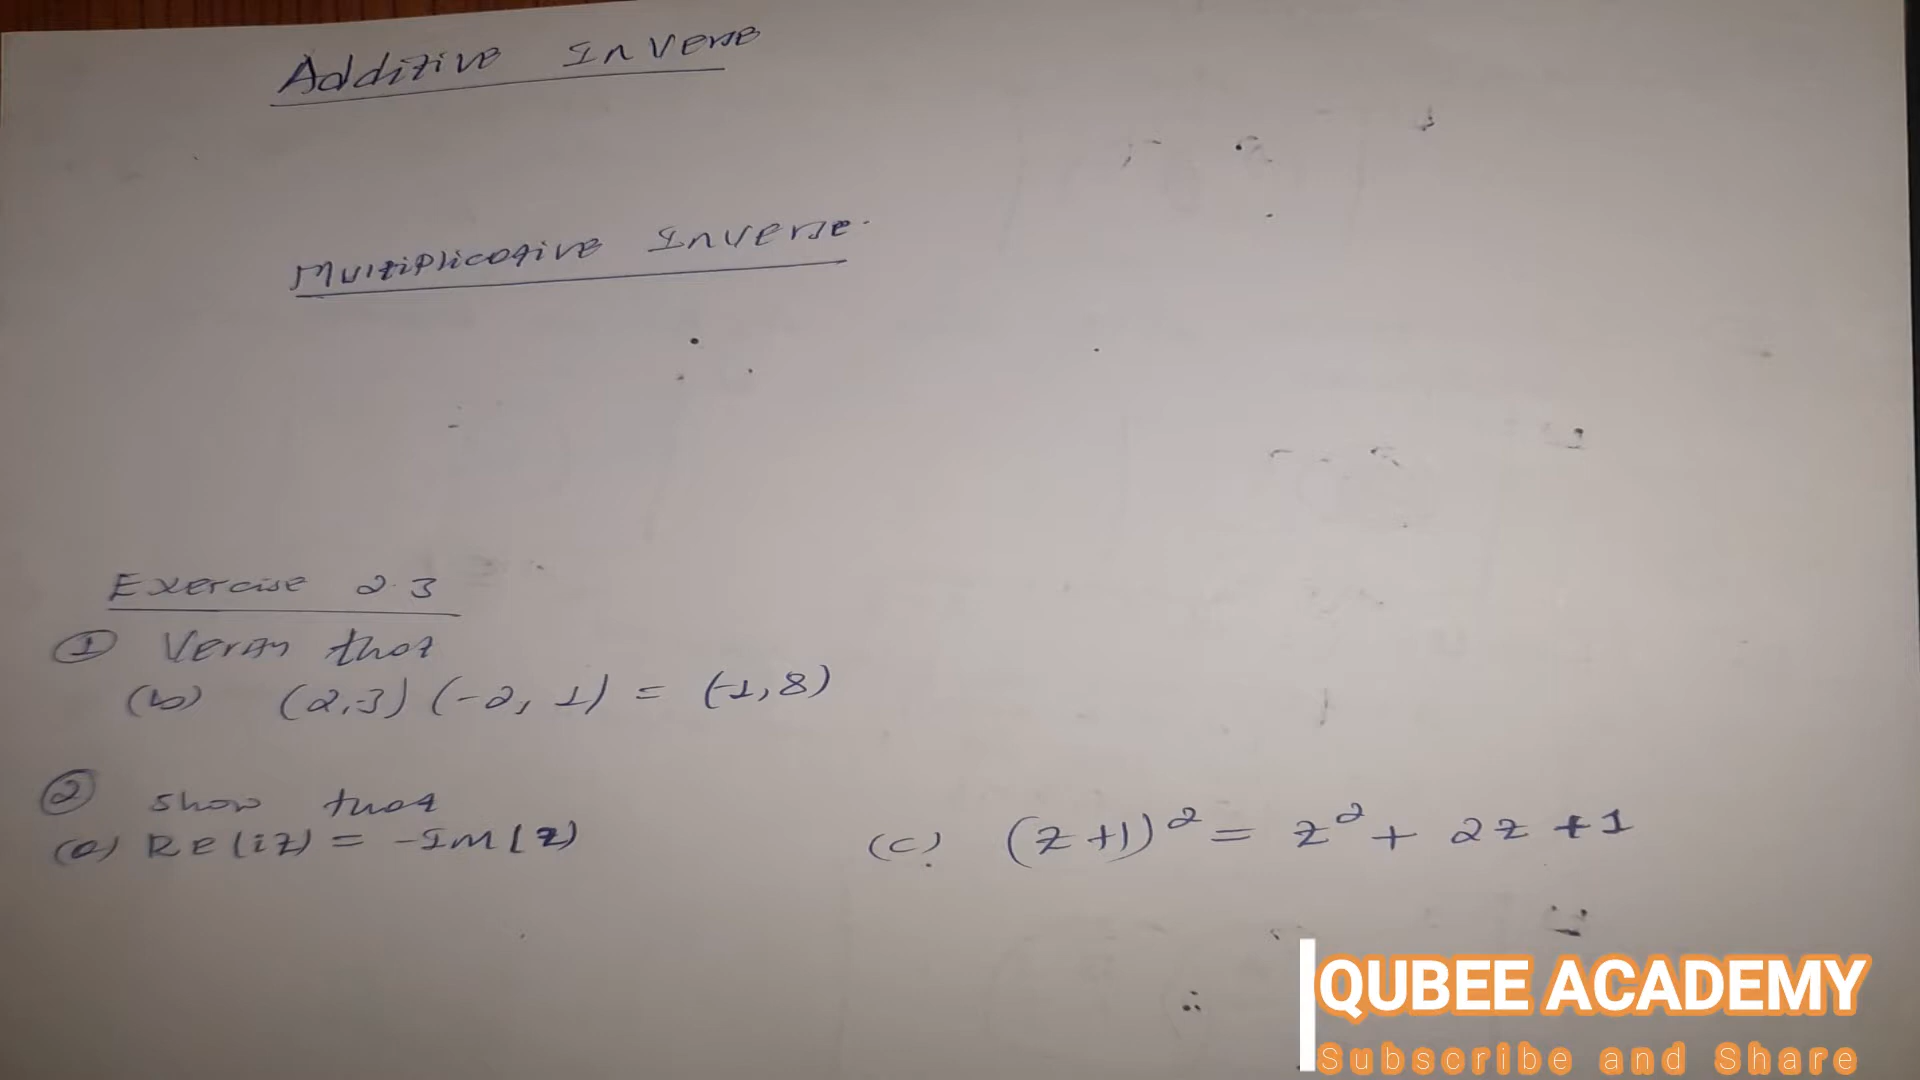 Additive Inverse
Multiplicative Inverse.
Exercise 2.3
① Verify that
(b) (2,-3) (-2, 1) = (-1, 8)
② show that
(a) Re(iz) = -Im(z)
(c) (z+1)² = z² + 2z +1
QUBEE ACADEMY
Subscribe and Share